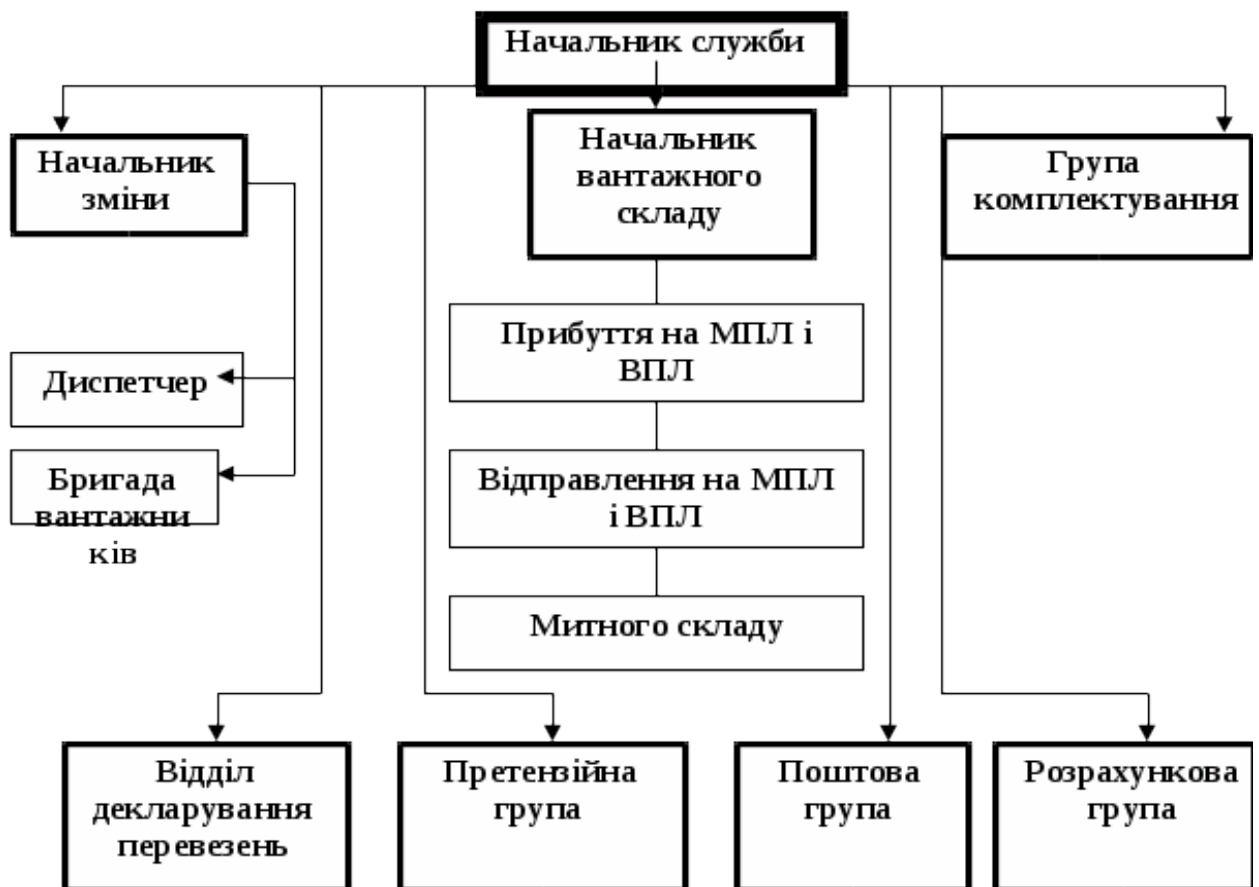 Начальник служби
Начальник
зміни
Начальник
вантажного
складу
Група
комплектування
Прибуття на МПЛ і
ВПЛ
Диспетчер
Бригада
вантажни
ків
Відправлення на МПЛ
і ВПЛ
Митного складу
Відділ
декларування
перевезень
Претензійна
група
Поштова
група
Розрахункова
група